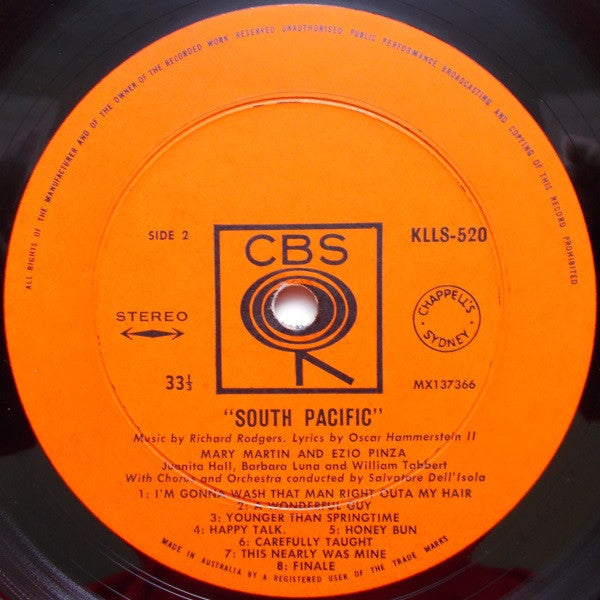 ALL RIGHTS OF THE MANUFACTURER AND OF THE OWNER OF THE RECORDED WORK RESERVED UNAUTHORISED PUBLIC PERFORMANCE BROADCASTING AND COPYING OF THIS RECORD PROHIBITED
SIDE 2
CBS
KLLS-520
STEREO
CHAPPELL'S
SYDNEY
33⅓
MX137366
"SOUTH PACIFIC"
Music by Richard Rodgers. Lyrics by Oscar Hammerstein II
MARY MARTIN AND EZIO PINZA
Juanita Hall, Barbara Luna and William Tabbert
With Chorus and Orchestra conducted by Salvatore Dell'Isola
1: I'M GONNA WASH THAT MAN RIGHT OUTA MY HAIR
2: A WONDERFUL GUY
3: YOUNGER THAN SPRINGTIME
4: HAPPY TALK. 5: HONEY BUN
6: CAREFULLY TAUGHT
7: THIS NEARLY WAS MINE
8: FINALE
MADE IN AUSTRALIA BY A REGISTERED USER OF THE TRADE MARKS